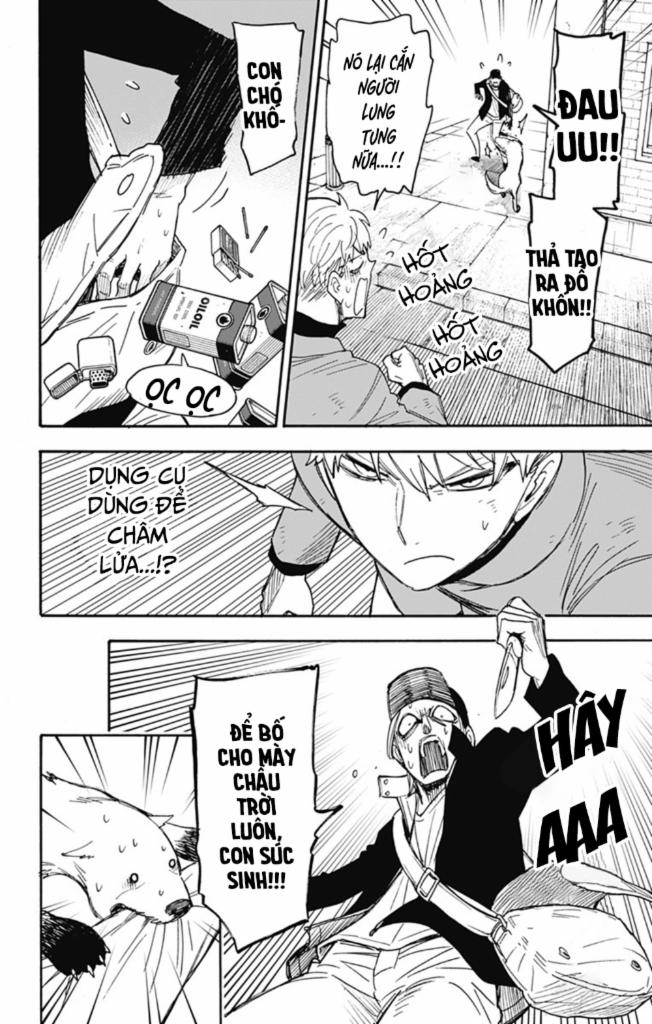 ĐAU
UU!!
THẢ TAO
RA ĐỒ
KHỐN!!
NÓ LẠI CẮN
NGƯỜI
LUNG
TUNG
NỮA...!!
HỐT
HOẢNG
HỐT
HOẢNG
CON
CHÓ
KHỐ-
OILOIL
ỌC ỌC
DỤNG CỤ
DÙNG ĐỂ
CHÂM
LỬA...!?
HÂY
AAA
ĐỂ BỐ
CHO MÀY
CHẦU
TRỜI
LUÔN,
CON SÚC
SINH!!!